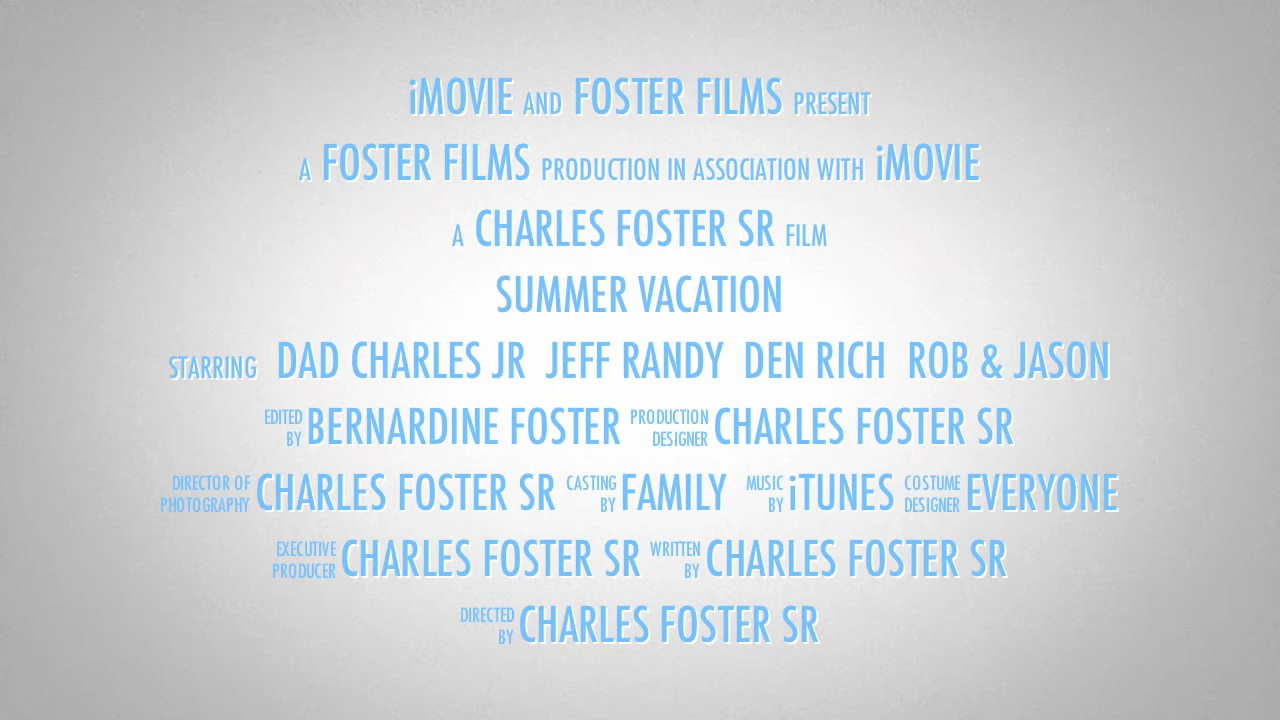 iMOVIE AND FOSTER FILMS PRESENT
A FOSTER FILMS PRODUCTION IN ASSOCIATION WITH iMOVIE
A CHARLES FOSTER SR FILM
SUMMER VACATION
STARRING DAD CHARLES JR JEFF RANDY DEN RICH ROB & JASON
EDITED BY BERNARDINE FOSTER PRODUCTION DESIGNER CHARLES FOSTER SR
DIRECTOR OF PHOTOGRAPHY CHARLES FOSTER SR CASTING BY FAMILY MUSIC BY iTUNES COSTUME DESIGNER EVERYONE
EXECUTIVE PRODUCER CHARLES FOSTER SR WRITTEN BY CHARLES FOSTER SR
DIRECTED BY CHARLES FOSTER SR